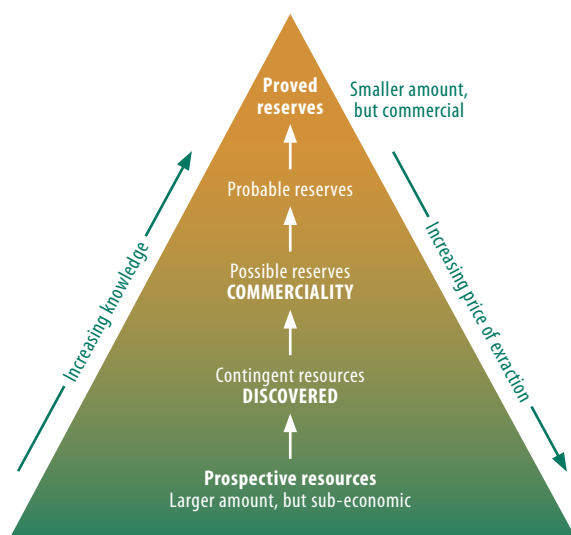 Proved
reserves
Smaller amount,
but commercial
Probable reserves
Increasing knowledge
Increasing price of exraction
Possible reserves
COMMERCIALITY
Contingent resources
DISCOVERED
Prospective resources
Larger amount, but sub-economic